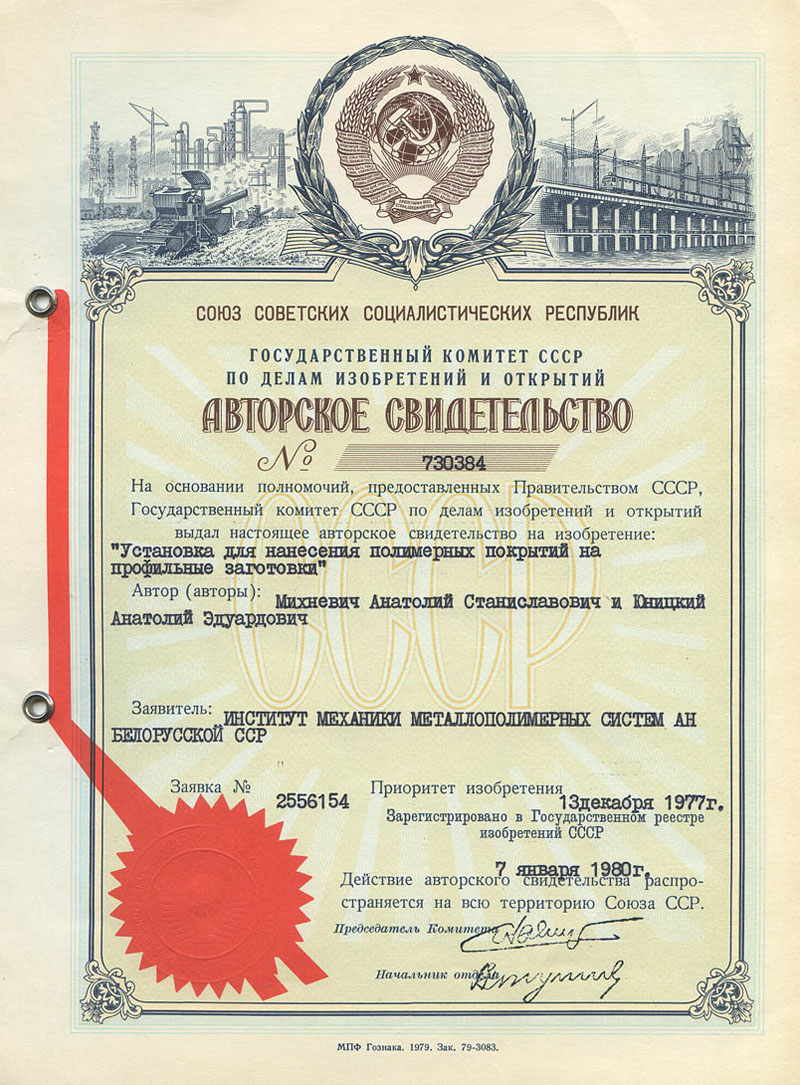 СОЮЗ СОВЕТСКИХ СОЦИАЛИСТИЧЕСКИХ РЕСПУБЛИК
ГОСУДАРСТВЕННЫЙ КОМИТЕТ СССР
ПО ДЕЛАМ ИЗОБРЕТЕНИЙ И ОТКРЫТИЙ
АВТОРСКОЕ СВИДЕТЕЛЬСТВО
№ 730384
На основании полномочий, предоставленных Правительством СССР,
Государственный комитет СССР по делам изобретений и открытий
выдал настоящее авторское свидетельство на изобретение:
"Установка для нанесения полимерных покрытий на
профильные заготовки"
Автор (авторы): Михневич Анатолий Станиславович и Юницкий
Анатолий Эдуардович
СССР
Заявитель: ИНСТИТУТ МЕХАНИКИ МЕТАЛЛОПОЛИМЕРНЫХ СИСТЕМ АН
БЕЛОРУССКОЙ ССР
Заявка № 2556154 Приоритет изобретения 13декабря 1977г.
Зарегистрировано в Государственном реестре
изобретений СССР
7 января 1980г.
Действие авторского свидетельства распро-
страняется на всю территорию Союза ССР.
Председатель Комитета
Начальник отдела
МПФ Гознака. 1979. Зак. 79-3083.